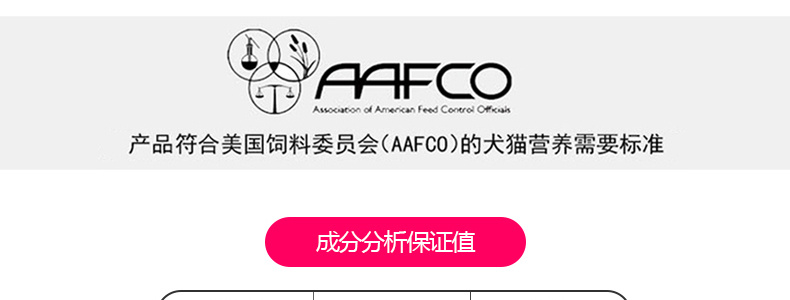 AAFCO
Association of American Feed Control Officials
产品符合美国饲料委员会(AAFCO)的犬猫营养需要标准
成分分析保证值